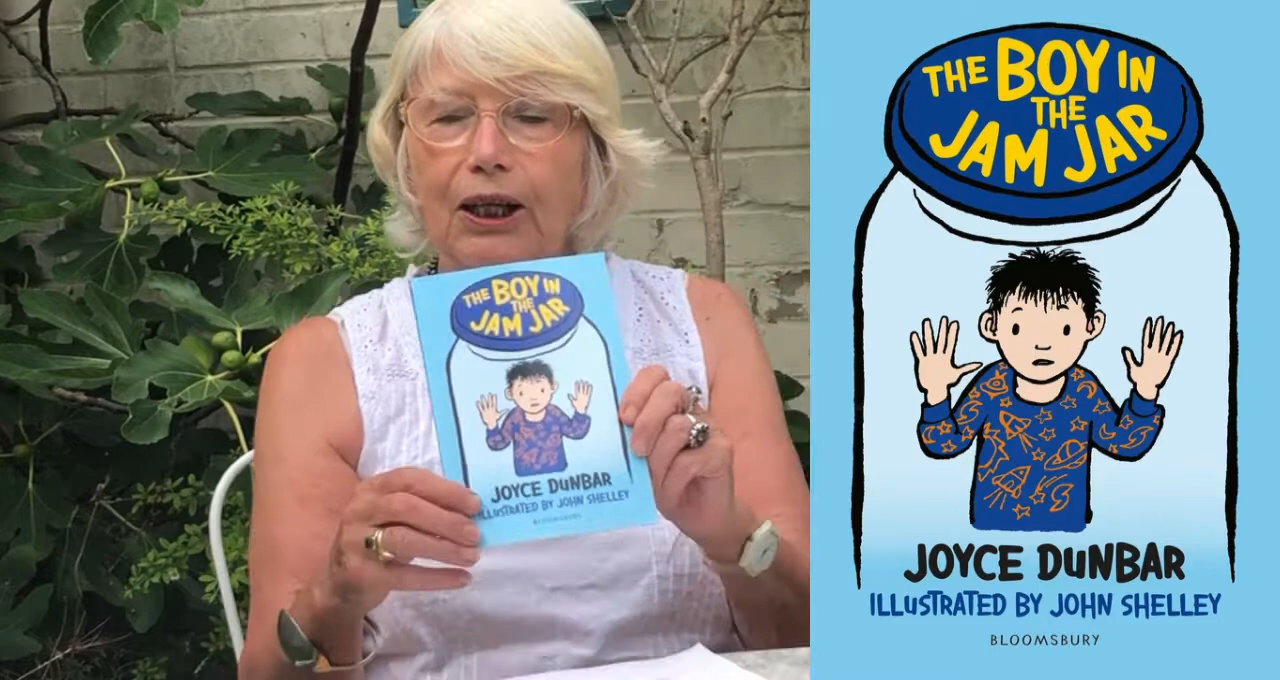 THE BOY IN
THE
JAM JAR
JOYCE DUNBAR
ILLUSTRATED BY JOHN SHELLEY
BLOOMSBURY
THE BOY IN
THE
JAM JAR
JOYCE DUNBAR
ILLUSTRATED BY JOHN SHELLEY
BLOOMSBURY